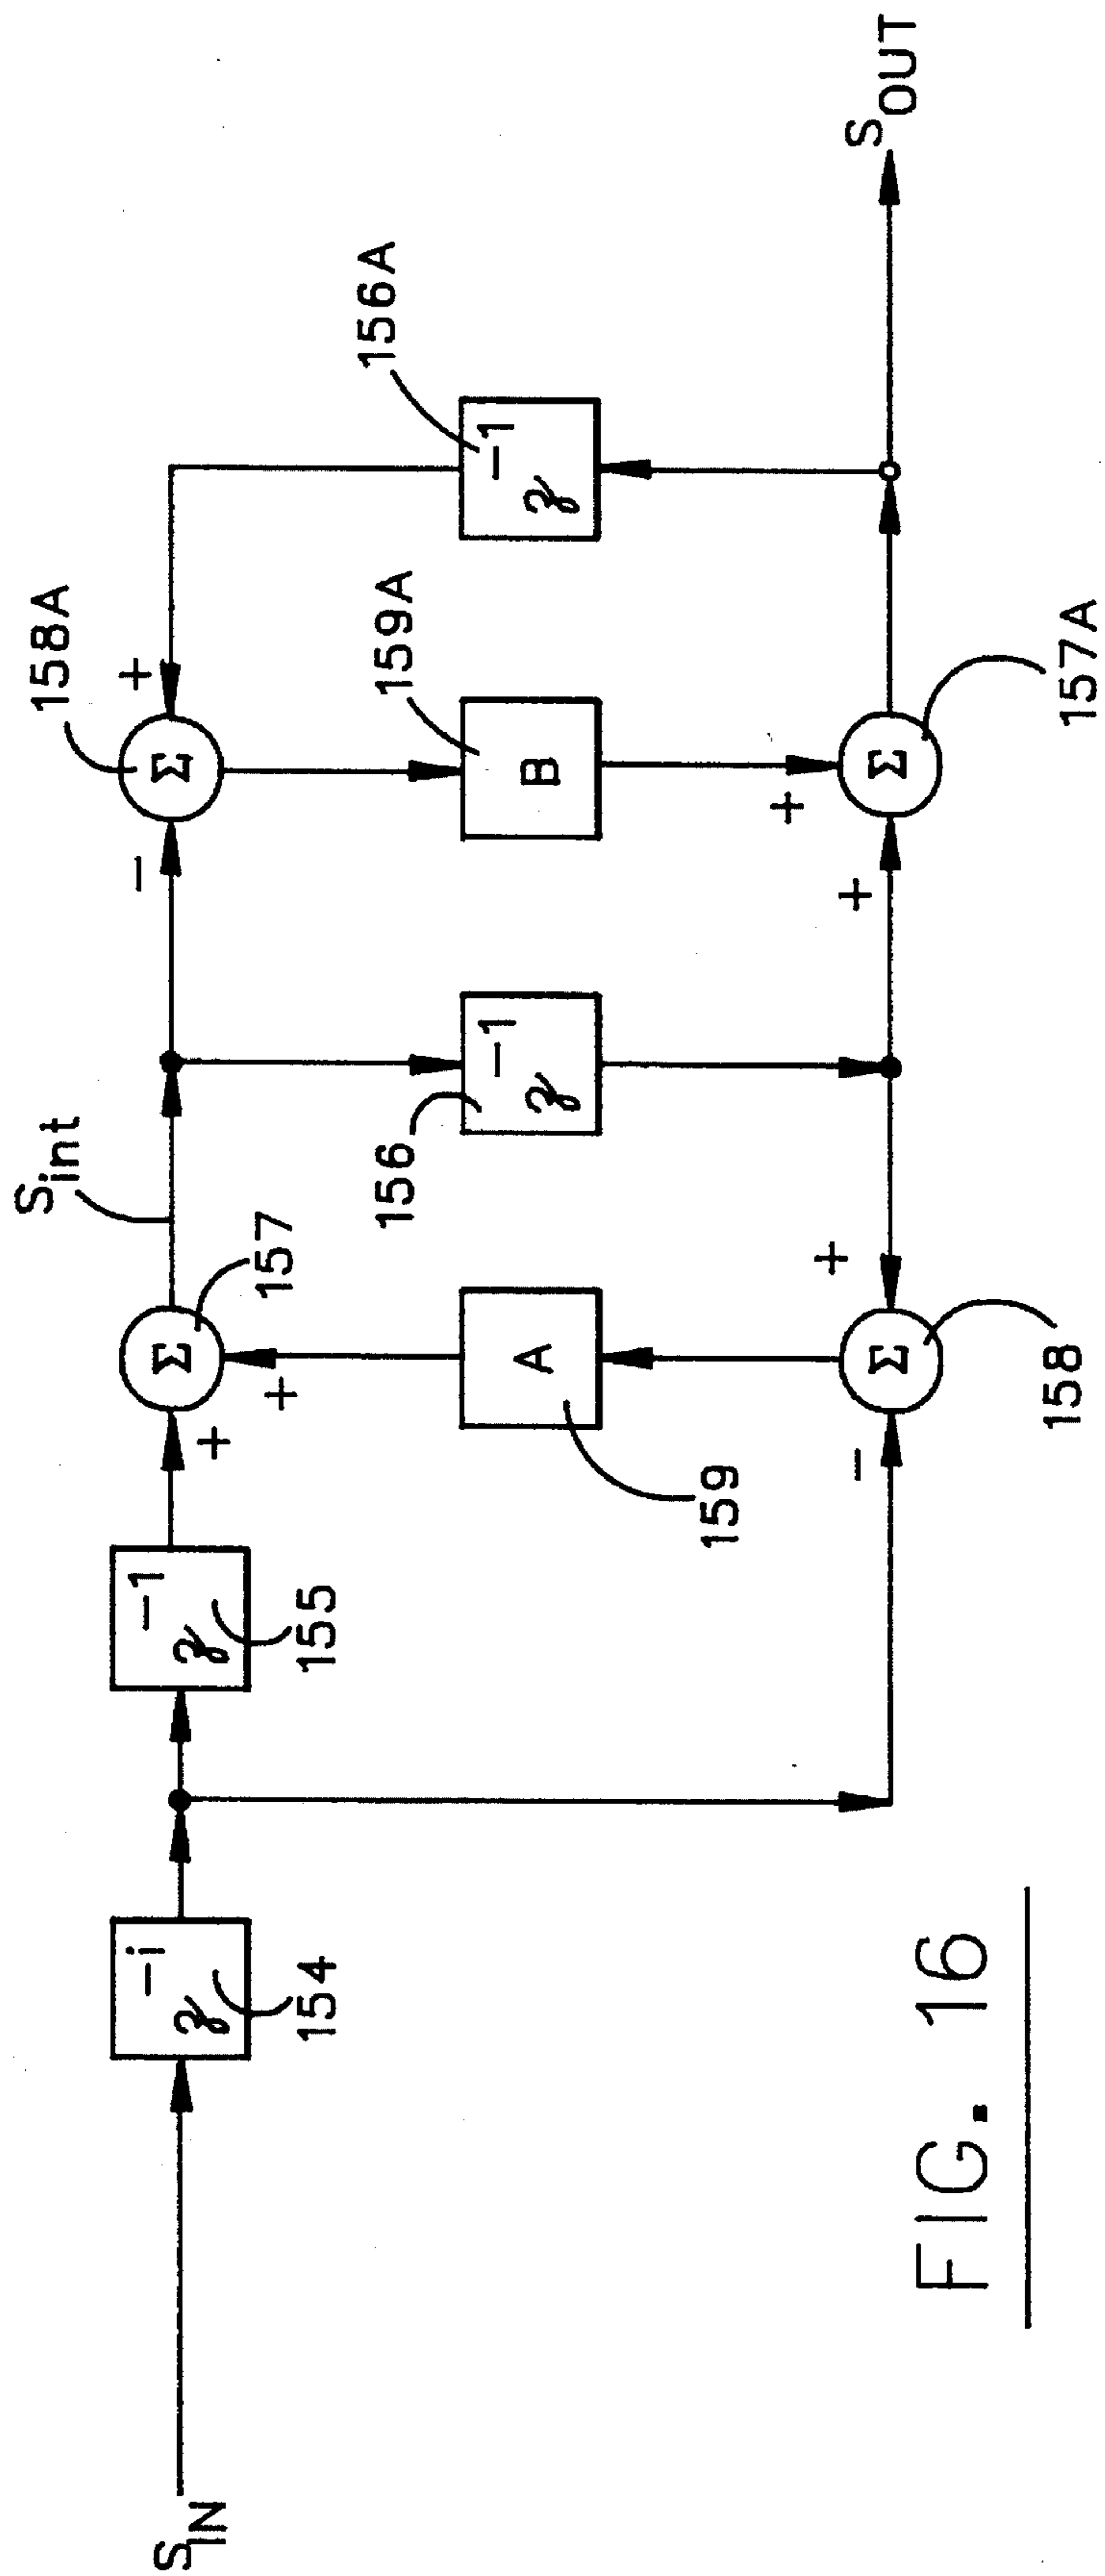 S_IN
z^-i
154
z^-1
155
Σ
157
S_int
Σ
158A
+
+
-
+
A
159
z^-1
156
B
159A
z^-1
156A
Σ
158
-
+
Σ
157A
+
+
S_OUT
FIG. 16